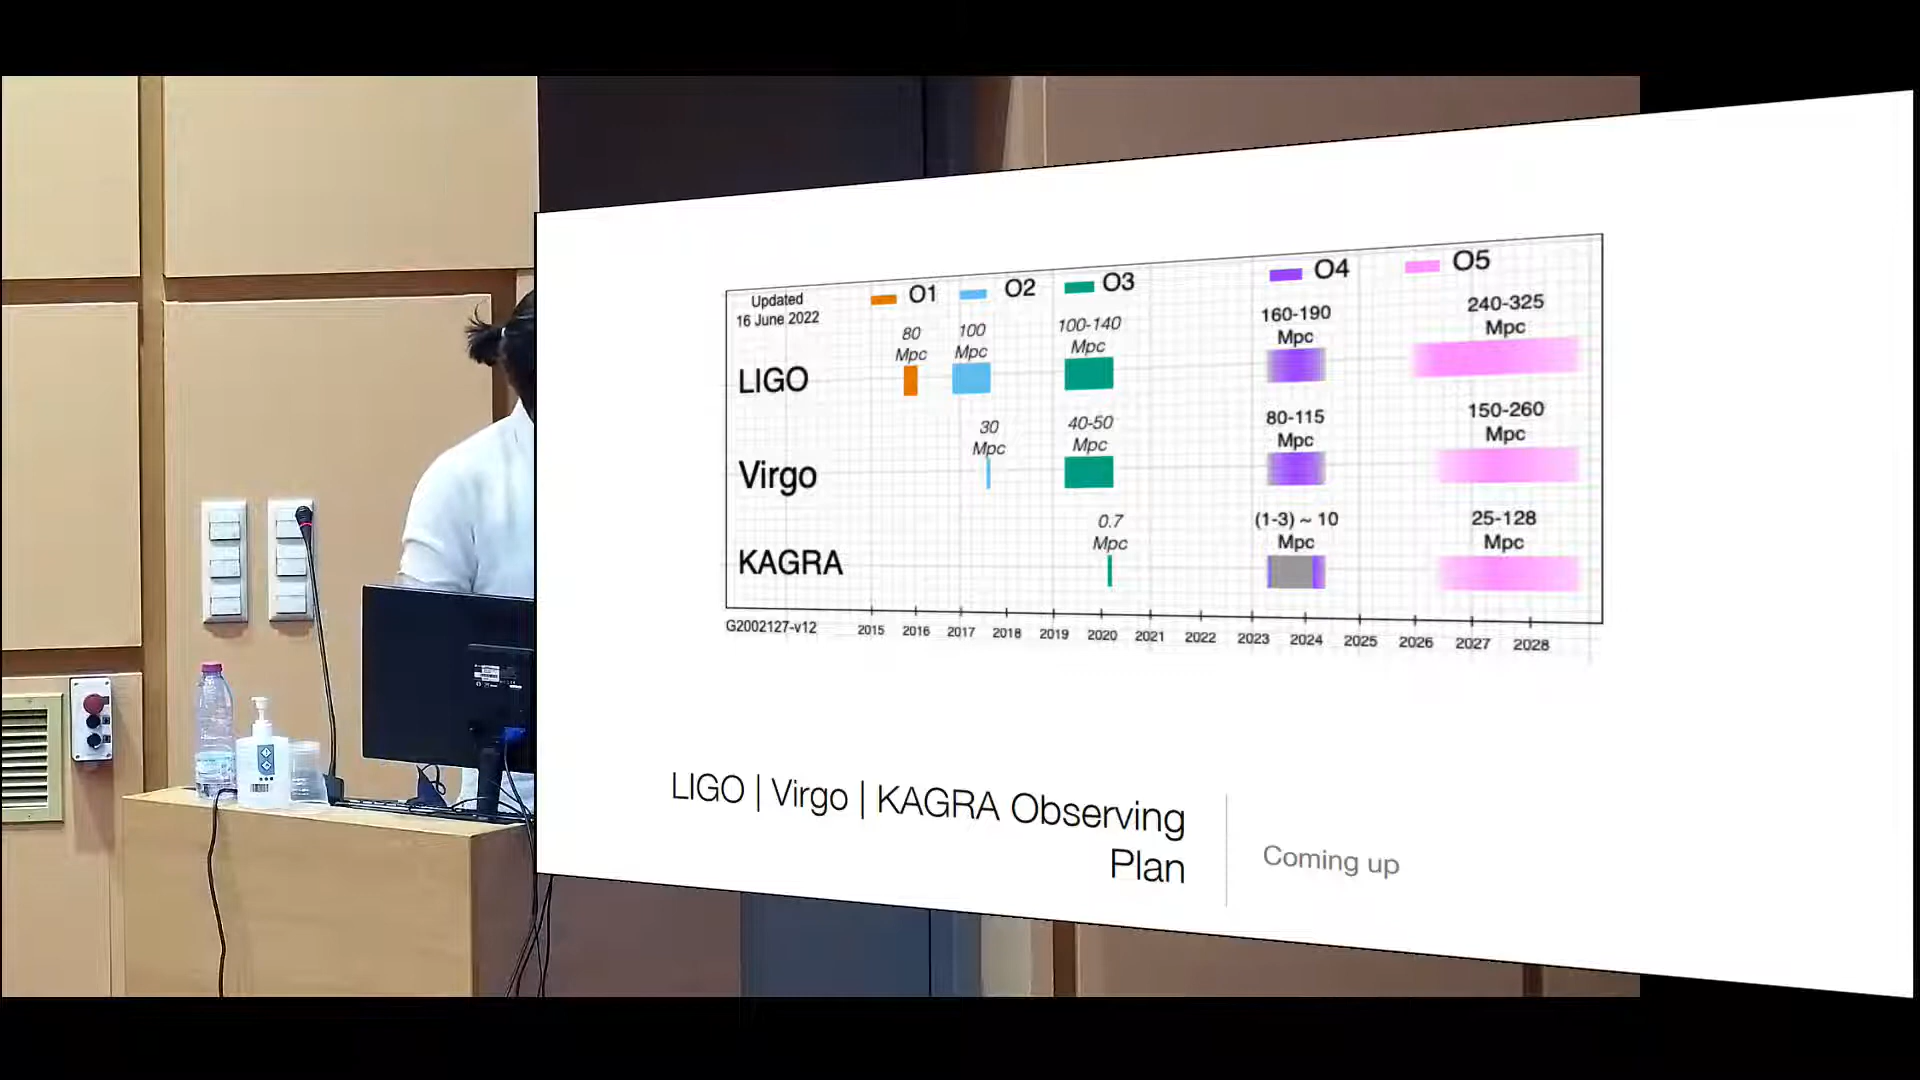 Updated
16 June 2022
O1
O2
O3
O4
O5
LIGO
80
Mpc
100
Mpc
100-140
Mpc
160-190
Mpc
240-325
Mpc
Virgo
30
Mpc
40-50
Mpc
80-115
Mpc
150-260
Mpc
KAGRA
0.7
Mpc
(1-3) ~ 10
Mpc
25-128
Mpc
G2002127-v12
2015 2016 2017 2018 2019 2020 2021 2022 2023 2024 2025 2026 2027 2028
LIGO | Virgo | KAGRA Observing
Plan
Coming up